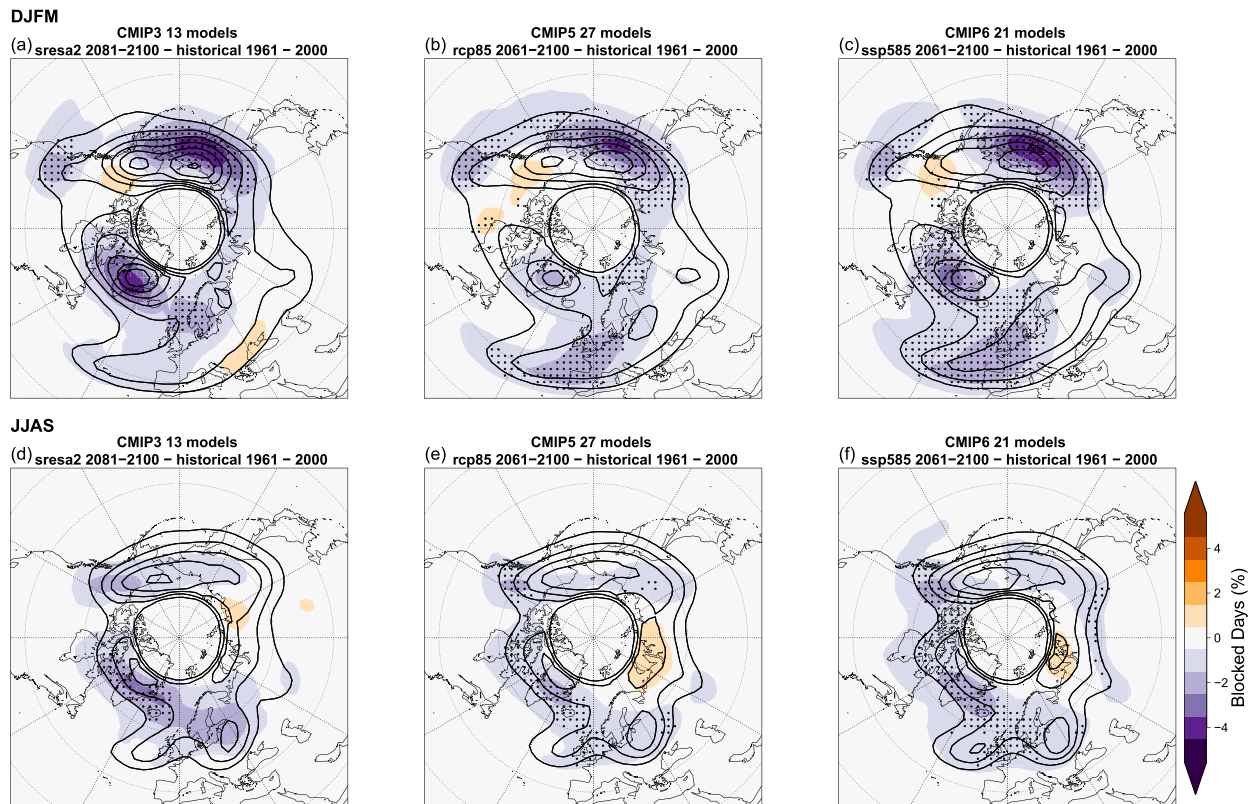 DJFM
CMIP3 13 models
(a) sresa2 2081−2100 − historical 1961 − 2000
CMIP5 27 models
(b) rcp85 2061−2100 − historical 1961 − 2000
CMIP6 21 models
(c) ssp585 2061−2100 − historical 1961 − 2000
JJAS
CMIP3 13 models
(d) sresa2 2081−2100 − historical 1961 − 2000
CMIP5 27 models
(e) rcp85 2061−2100 − historical 1961 − 2000
CMIP6 21 models
(f) ssp585 2061−2100 − historical 1961 − 2000
4
2
0
−2
−4
Blocked Days (%)